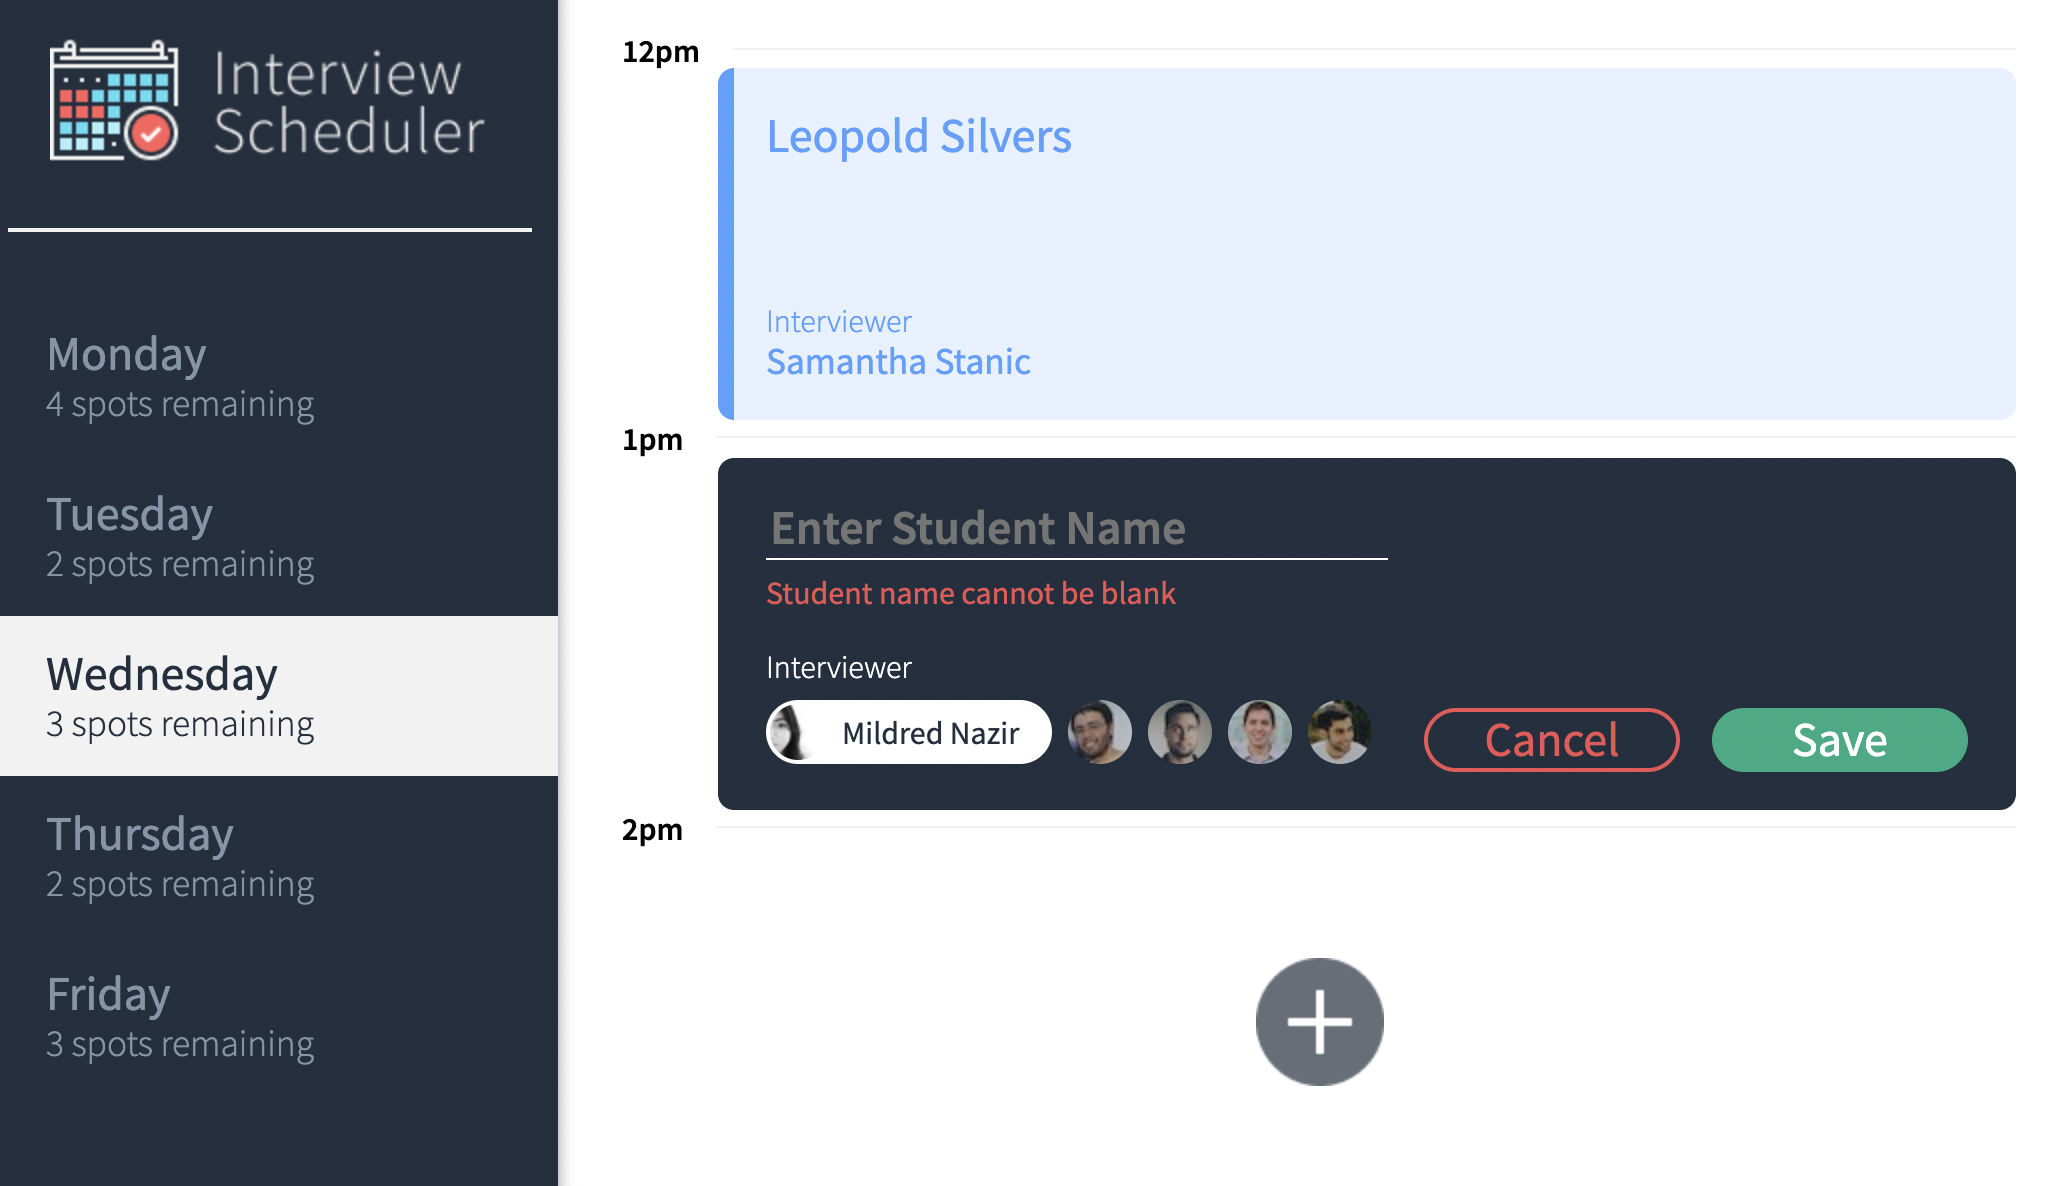 Interview
Scheduler
Monday
4 spots remaining
Tuesday
2 spots remaining
Wednesday
3 spots remaining
Thursday
2 spots remaining
Friday
3 spots remaining
12pm
Leopold Silvers
Interviewer
Samantha Stanic
1pm
Enter Student Name
Student name cannot be blank
Interviewer
Mildred Nazir
Cancel
Save
2pm